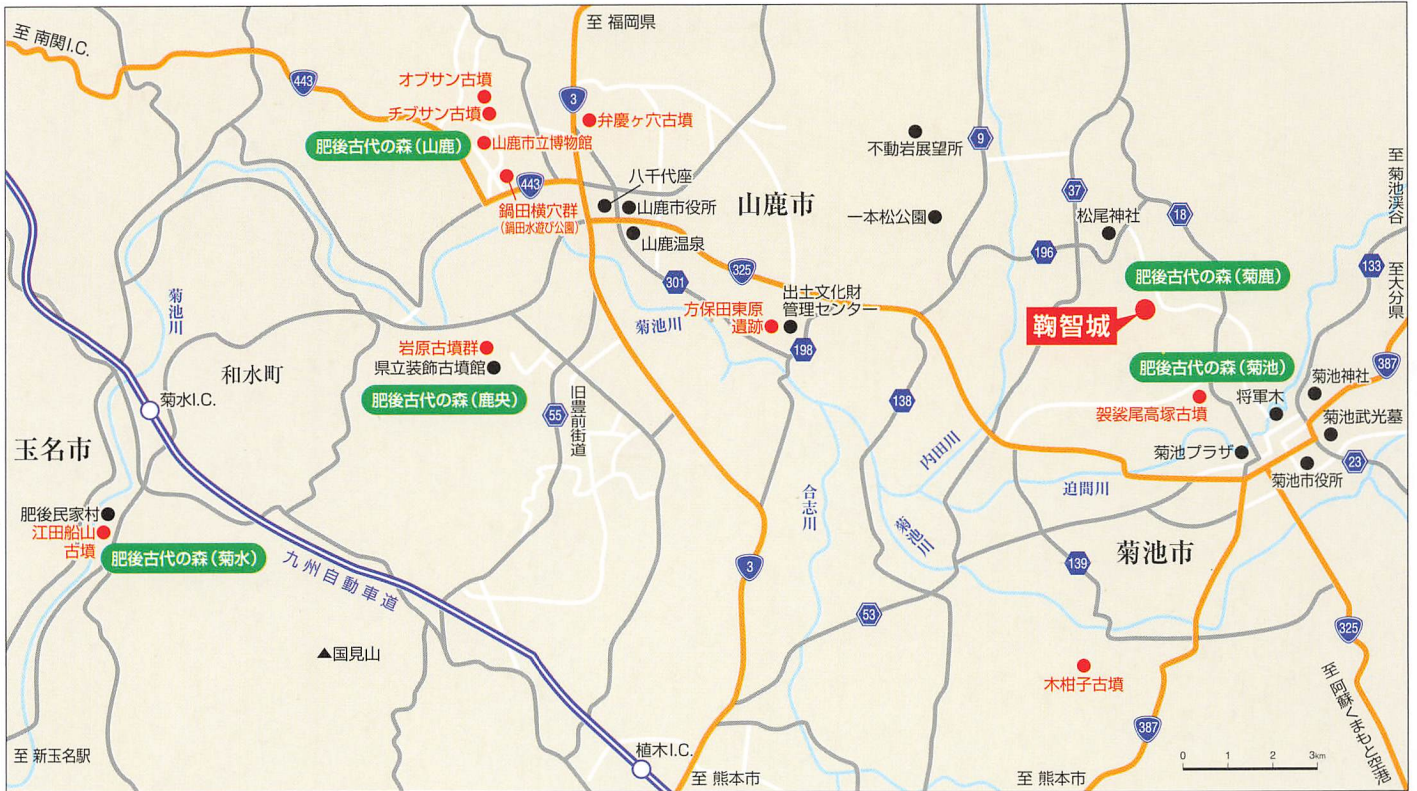 至 南関I.C.
443
オブサン古墳
チブサン古墳
肥後古代の森(山鹿)
山鹿市立博物館
443
鍋田横穴群
(鍋田水遊び公園)
至 福岡県
3
弁慶ヶ穴古墳
八千代座
山鹿市役所
山鹿温泉
山鹿市
不動岩展望所
9
一本松公園
37
松尾神社
18
196
至 菊池渓谷
133
至大分県
肥後古代の森(菊鹿)
鞠智城
肥後古代の森(菊池)
387
菊池神社
将軍木
袈裟尾高塚古墳
菊池武光墓
菊池プラザ
23
菊池市役所
325
301
出土文化財
管理センター
方保田東原
遺跡
198
菊池川
菊池川
和水町
菊水I.C.
岩原古墳群
県立装飾古墳館
肥後古代の森(鹿央)
55
旧豊前街道
138
内田川
迫間川
合志川
菊池川
菊池市
139
53
玉名市
肥後民家村
江田船山
古墳
肥後古代の森(菊水)
九州自動車道
3
国見山
木柑子古墳
325
387
至 新玉名駅
植木I.C.
至 熊本市
至 熊本市
至 阿蘇くまもと空港
0 1 2 3km